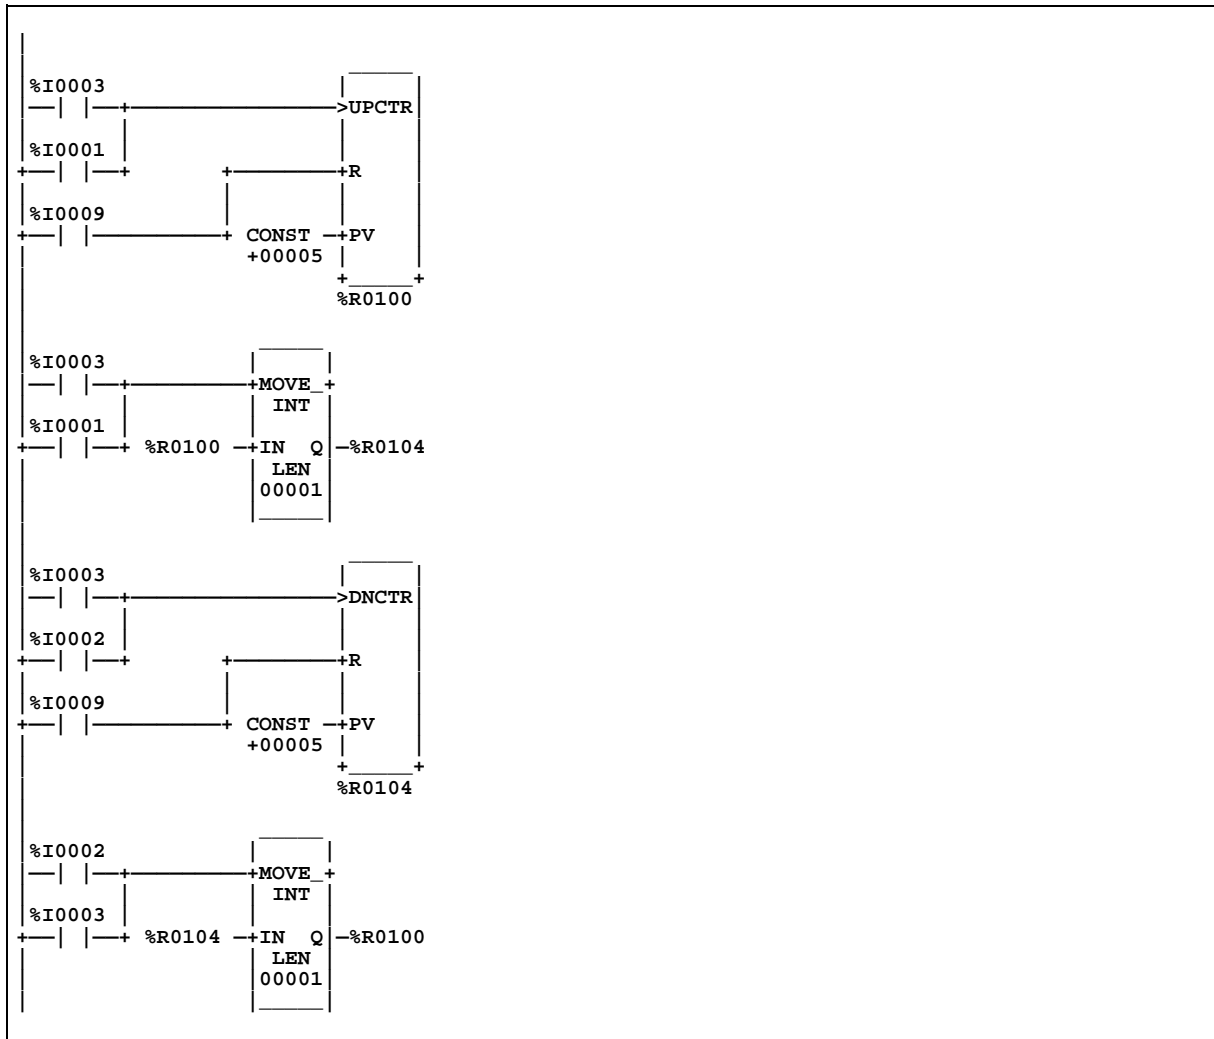 %I0003
>UPCTR
%I0001
R
%I0009
CONST PV
+00005
%R0100
%I0003
MOVE_
INT
%I0001
%R0100 IN Q %R0104
LEN
00001
%I0003
>DNCTR
%I0002
R
%I0009
CONST PV
+00005
%R0104
%I0002
MOVE_
INT
%I0003
%R0104 IN Q %R0100
LEN
00001